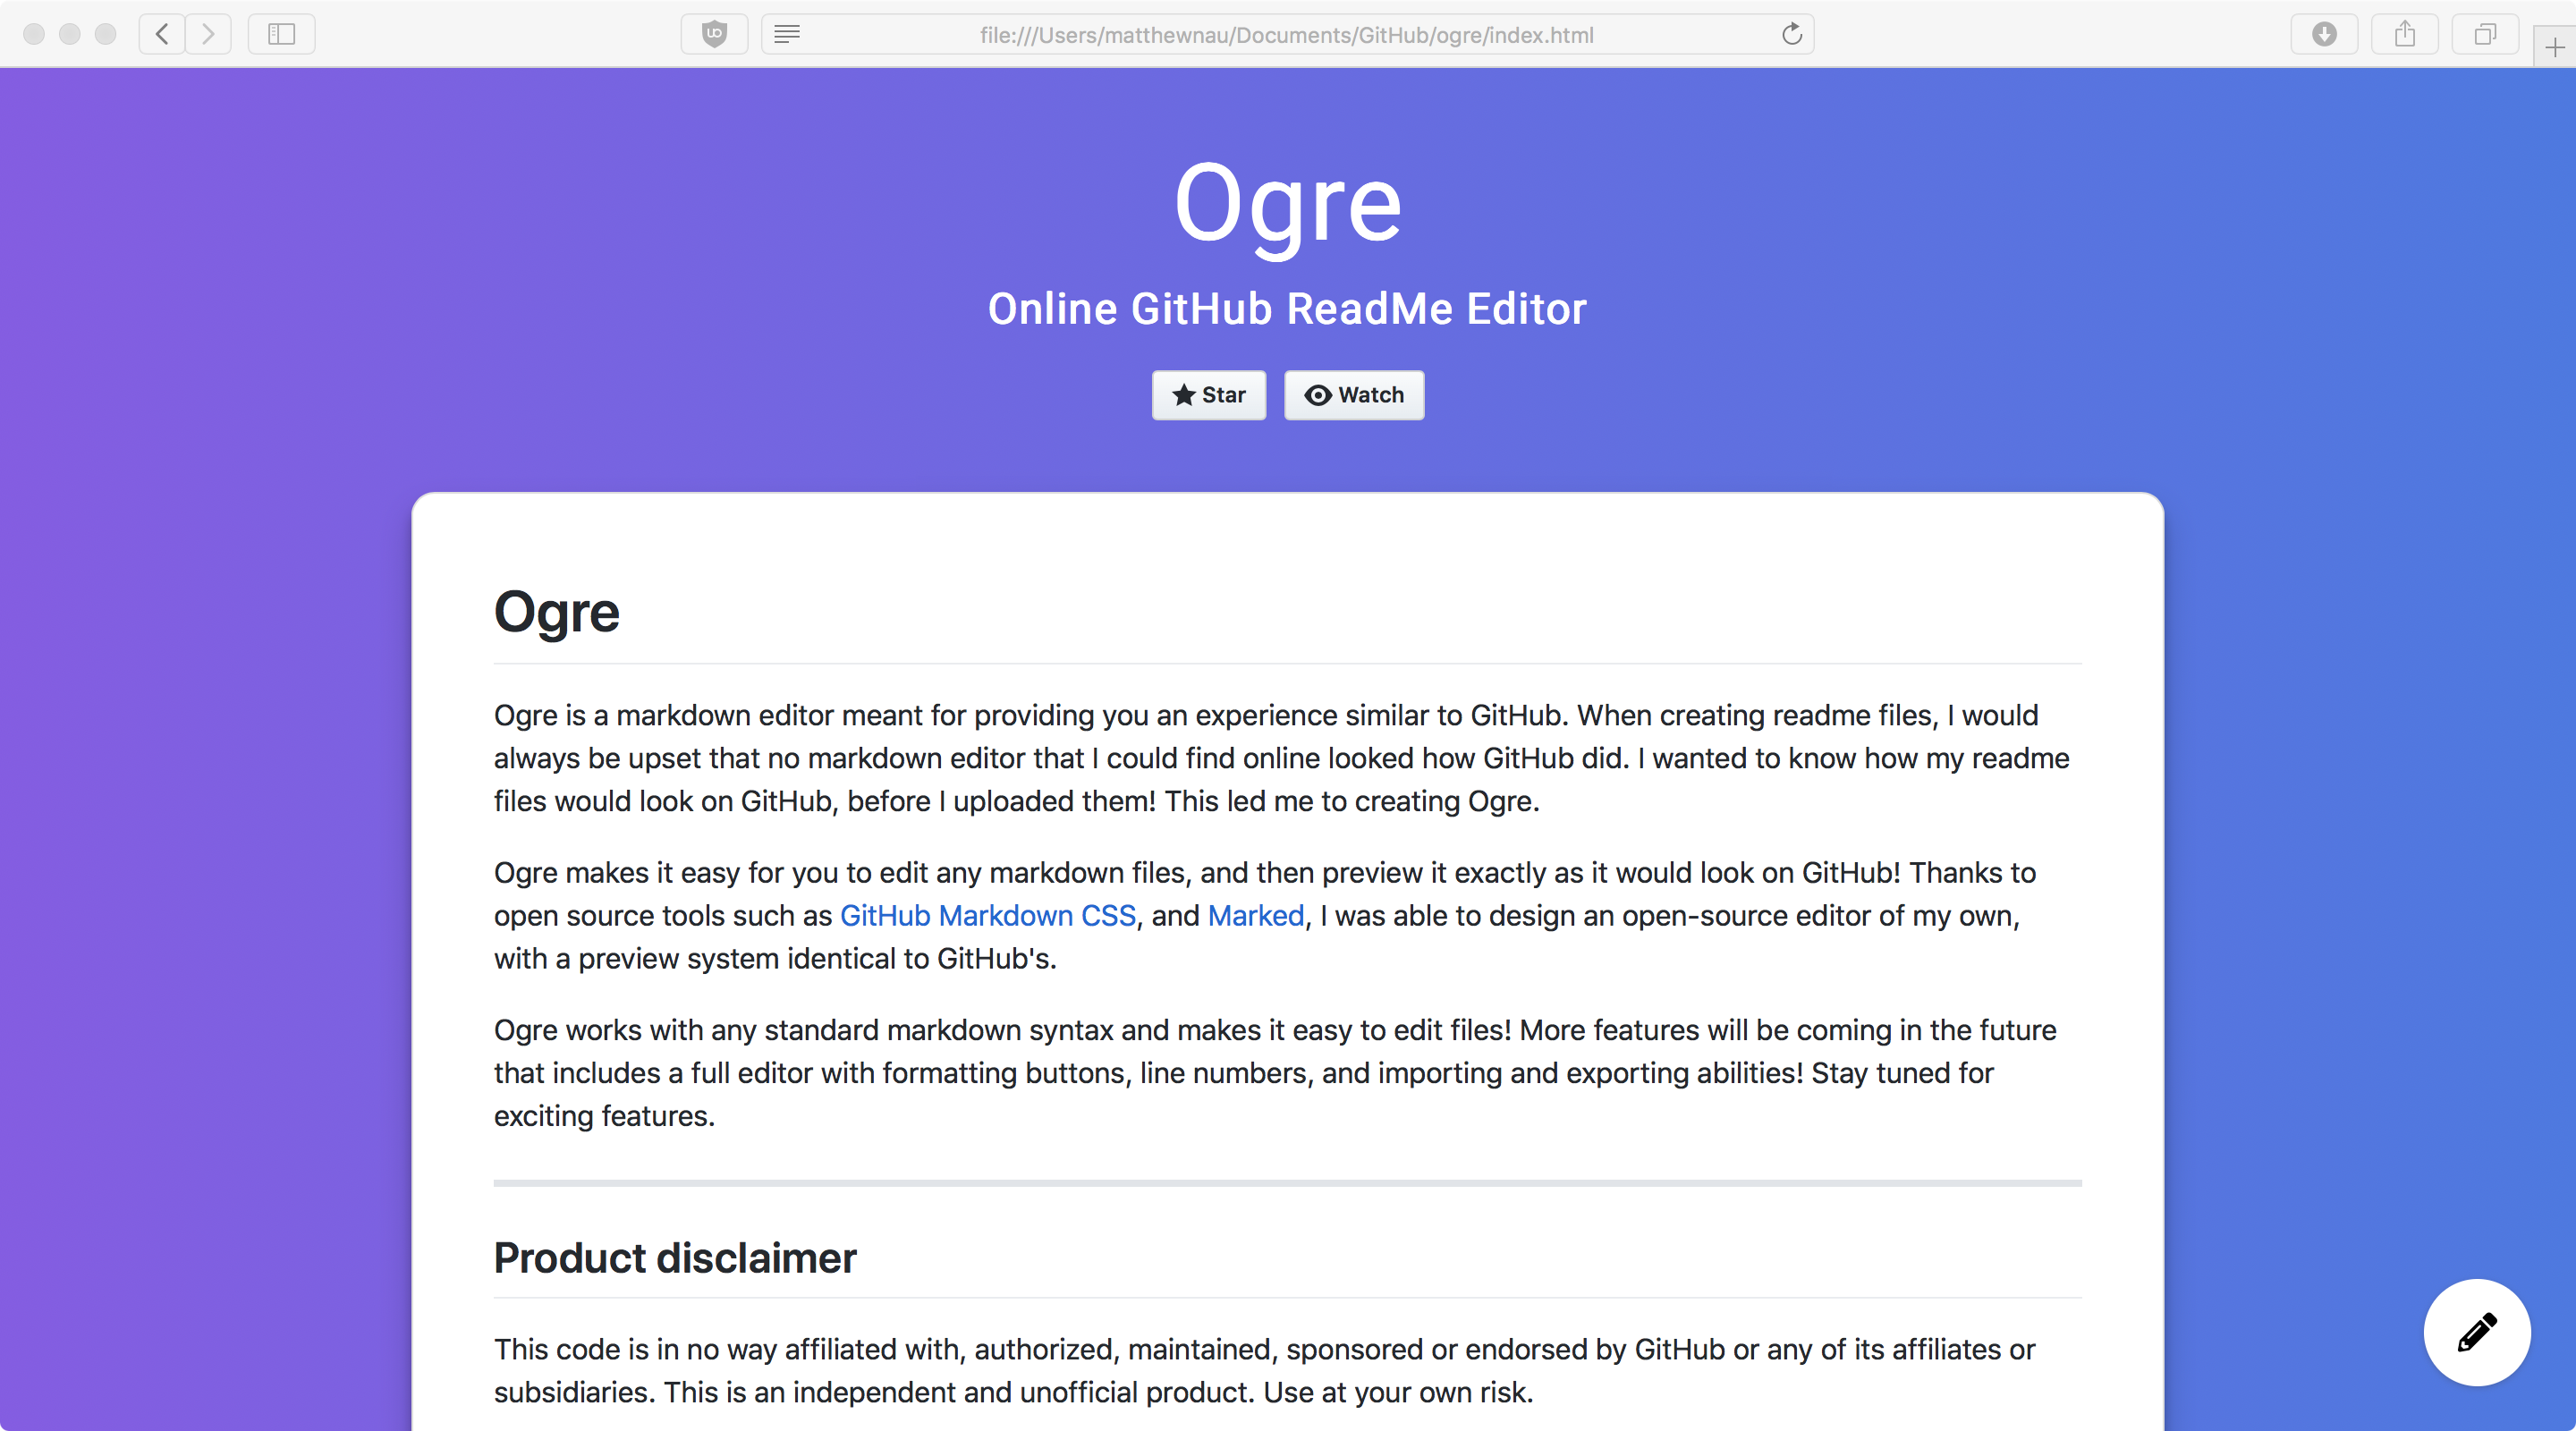 file:///Users/matthewnau/Documents/GitHub/ogre/index.html
Ogre
Online GitHub ReadMe Editor
Star
Watch
Ogre
Ogre is a markdown editor meant for providing you an experience similar to GitHub. When creating readme files, I would
always be upset that no markdown editor that I could find online looked how GitHub did. I wanted to know how my readme
files would look on GitHub, before I uploaded them! This led me to creating Ogre.
Ogre makes it easy for you to edit any markdown files, and then preview it exactly as it would look on GitHub! Thanks to
open source tools such as GitHub Markdown CSS, and Marked, I was able to design an open-source editor of my own,
with a preview system identical to GitHub's.
Ogre works with any standard markdown syntax and makes it easy to edit files! More features will be coming in the future
that includes a full editor with formatting buttons, line numbers, and importing and exporting abilities! Stay tuned for
exciting features.
Product disclaimer
This code is in no way affiliated with, authorized, maintained, sponsored or endorsed by GitHub or any of its affiliates or
subsidiaries. This is an independent and unofficial product. Use at your own risk.